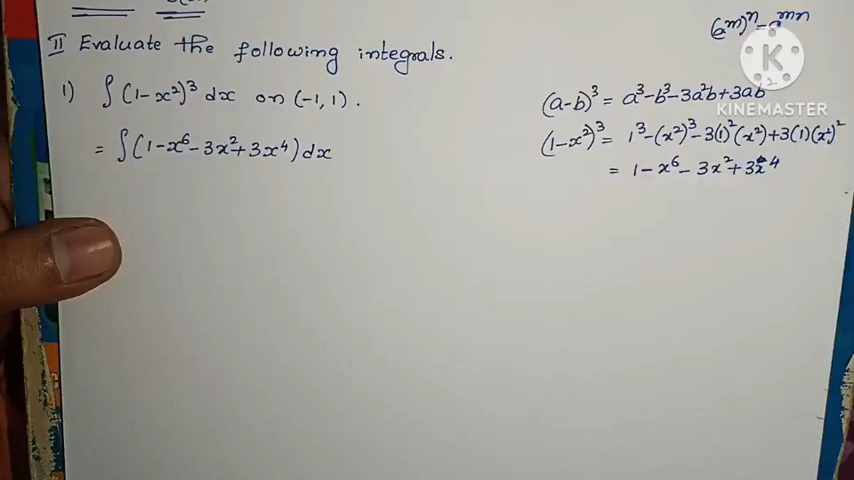 (a^m)^n = a^mn
II Evaluate the following integrals.
1) ∫(1-x²)³ dx on (-1, 1).
= ∫(1-x⁶-3x²+3x⁴) dx
(a-b)³ = a³-b³-3a²b+3ab²
K
KINEMASTER
(1-x²)³ = 1³-(x²)³-3(1)²(x²)+3(1)(x²)²
= 1-x⁶-3x²+3x⁴